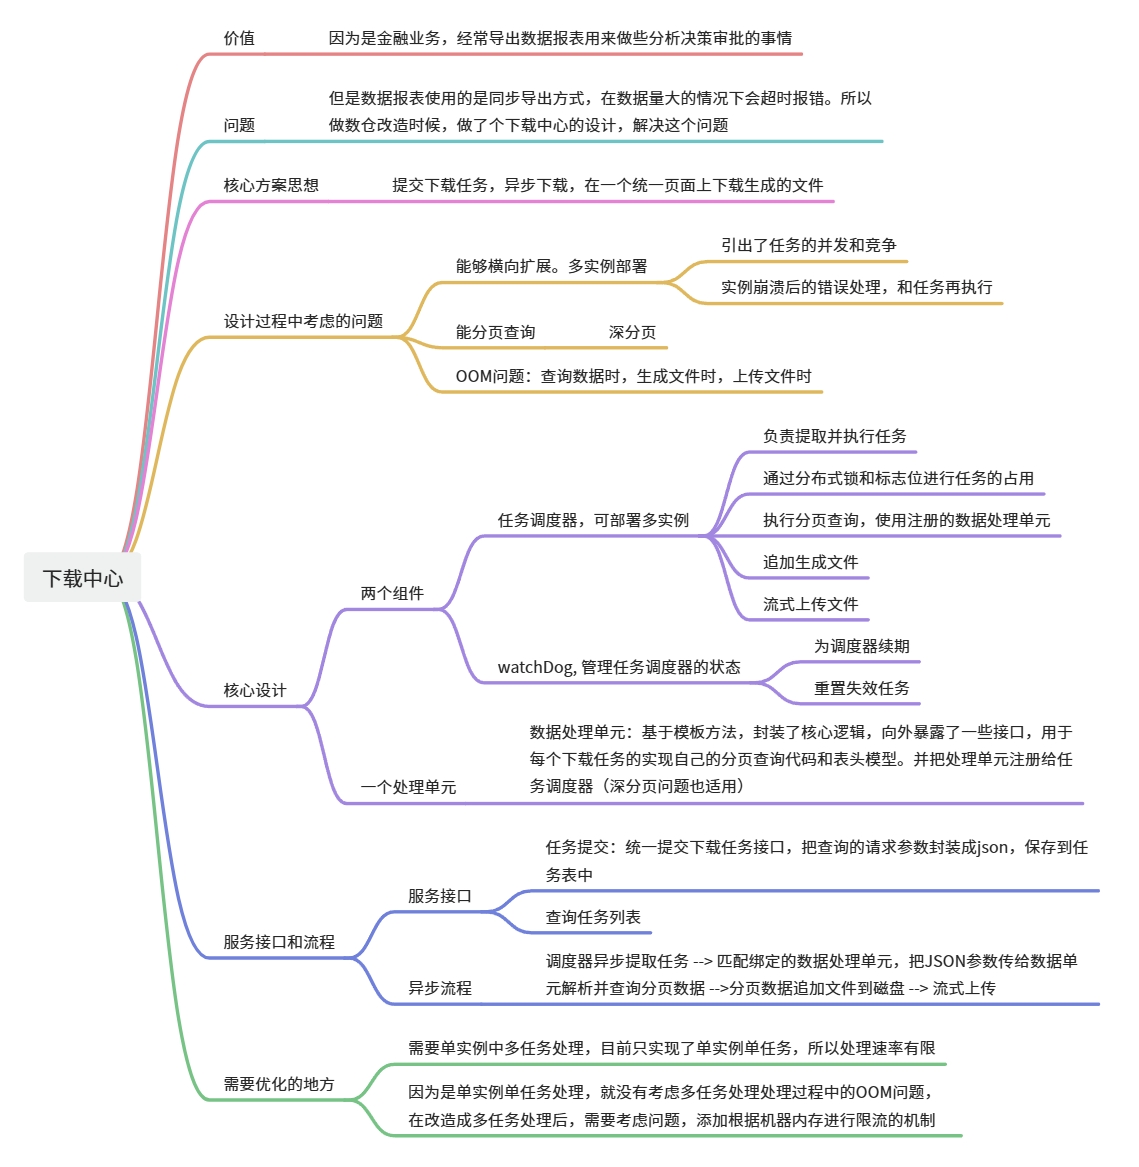 下载中心
价值
因为是金融业务，经常导出数据报表用来做些分析决策审批的事情
问题
但是数据报表使用的是同步导出方式，在数据量大的情况下会超时报错。所以
做数仓改造时候，做了个下载中心的设计，解决这个问题
核心方案思想
提交下载任务，异步下载，在一个统一页面上下载生成的文件
设计过程中考虑的问题
能够横向扩展。多实例部署
引出了任务的并发和竞争
实例崩溃后的错误处理，和任务再执行
能分页查询
深分页
OOM问题：查询数据时，生成文件时，上传文件时
核心设计
两个组件
任务调度器，可部署多实例
负责提取并执行任务
通过分布式锁和标志位进行任务的占用
执行分页查询，使用注册的数据处理单元
追加生成文件
流式上传文件
watchDog, 管理任务调度器的状态
为调度器续期
重置失效任务
一个处理单元
数据处理单元：基于模板方法，封装了核心逻辑，向外暴露了一些接口，用于
每个下载任务的实现自己的分页查询代码和表头模型。并把处理单元注册给任
务调度器（深分页问题也适用）
服务接口和流程
服务接口
任务提交：统一提交下载任务接口，把查询的请求参数封装成json，保存到任
务表中
查询任务列表
异步流程
调度器异步提取任务 --> 匹配绑定的数据处理单元，把JSON参数传给数据单
元解析并查询分页数据 -->分页数据追加文件到磁盘 --> 流式上传
需要优化的地方
需要单实例中多任务处理，目前只实现了单实例单任务，所以处理速率有限
因为是单实例单任务处理，就没有考虑多任务处理处理过程中的OOM问题，
在改造成多任务处理后，需要考虑问题，添加根据机器内存进行限流的机制